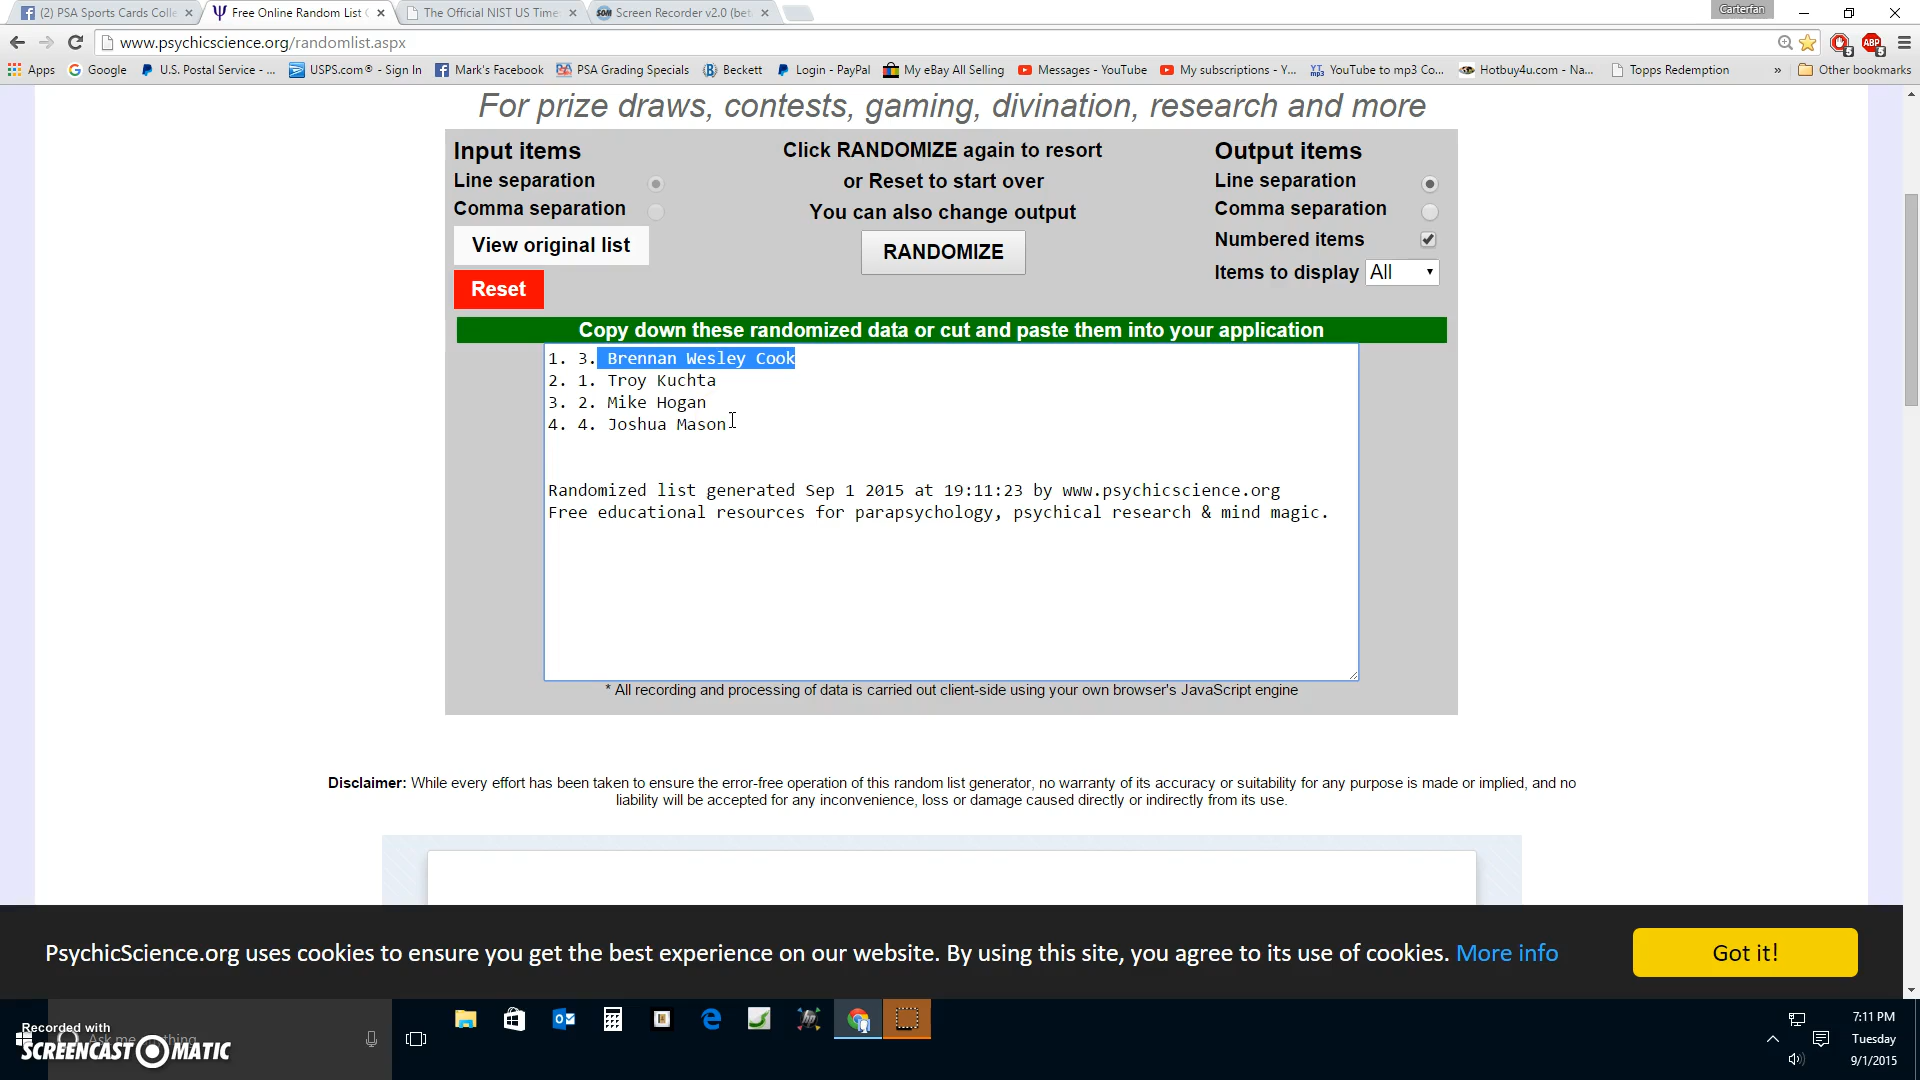 (2) PSA Sports Cards Colle
Free Online Random List
The Official NIST US Time
Screen Recorder v2.0 (bet
Carterfan
www.psychicscience.org/randomlist.aspx
Apps
Google
U.S. Postal Service - ...
USPS.com® - Sign In
Mark's Facebook
PSA Grading Specials
Beckett
Login - PayPal
My eBay All Selling
Messages - YouTube
My subscriptions - Y...
YouTube to mp3 Co...
Hotbuy4u.com - Na...
Topps Redemption
»
Other bookmarks
For prize draws, contests, gaming, divination, research and more
Input items
Line separation
Comma separation
View original list
Reset
Click RANDOMIZE again to resort
or Reset to start over
You can also change output
RANDOMIZE
Output items
Line separation
Comma separation
Numbered items
Items to display All
Copy down these randomized data or cut and paste them into your application
1. 3. Brennan Wesley Cook
2. 1. Troy Kuchta
3. 2. Mike Hogan
4. 4. Joshua Mason
Randomized list generated Sep 1 2015 at 19:11:23 by www.psychicscience.org
Free educational resources for parapsychology, psychical research & mind magic.
* All recording and processing of data is carried out client-side using your own browser's JavaScript engine
Disclaimer: While every effort has been taken to ensure the error-free operation of this random list generator, no warranty of its accuracy or suitability for any purpose is made or implied, and no
liability will be accepted for any inconvenience, loss or damage caused directly or indirectly from its use.
PsychicScience.org uses cookies to ensure you get the best experience on our website. By using this site, you agree to its use of cookies. More info
Got it!
Recorded with
SCREENCAST-O-MATIC
7:11 PM
Tuesday
9/1/2015